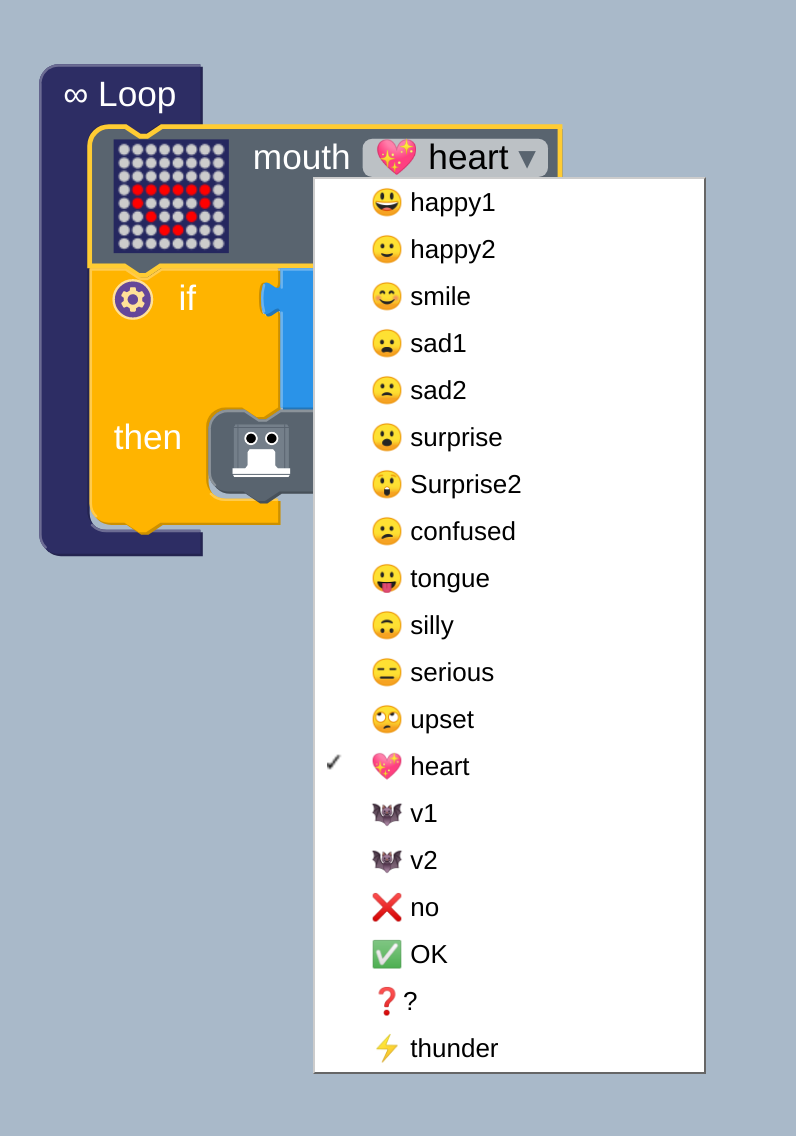 ∞ Loop
mouth 💖 heart ▾
😃 happy1
🙂 happy2
😊 smile
if
😦 sad1
🙁 sad2
then
😮 surprise
😲 Surprise2
😕 confused
😛 tongue
🙃 silly
😑 serious
🙄 upset
✓ 💖 heart
🦇 v1
🦇 v2
❌ no
✅ OK
❓?
⚡ thunder